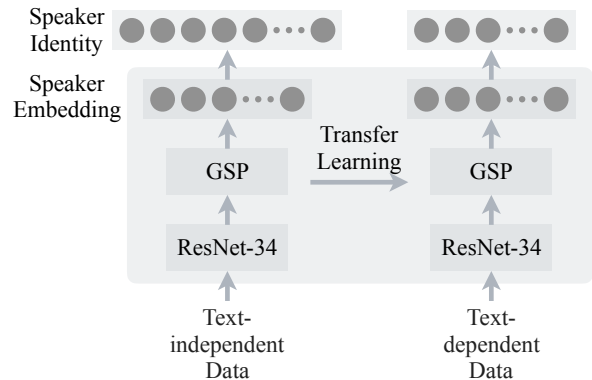 Speaker
Identity
Speaker
Embedding
Transfer
Learning
GSP
GSP
ResNet-34
ResNet-34
Text-
independent
Data
Text-
dependent
Data